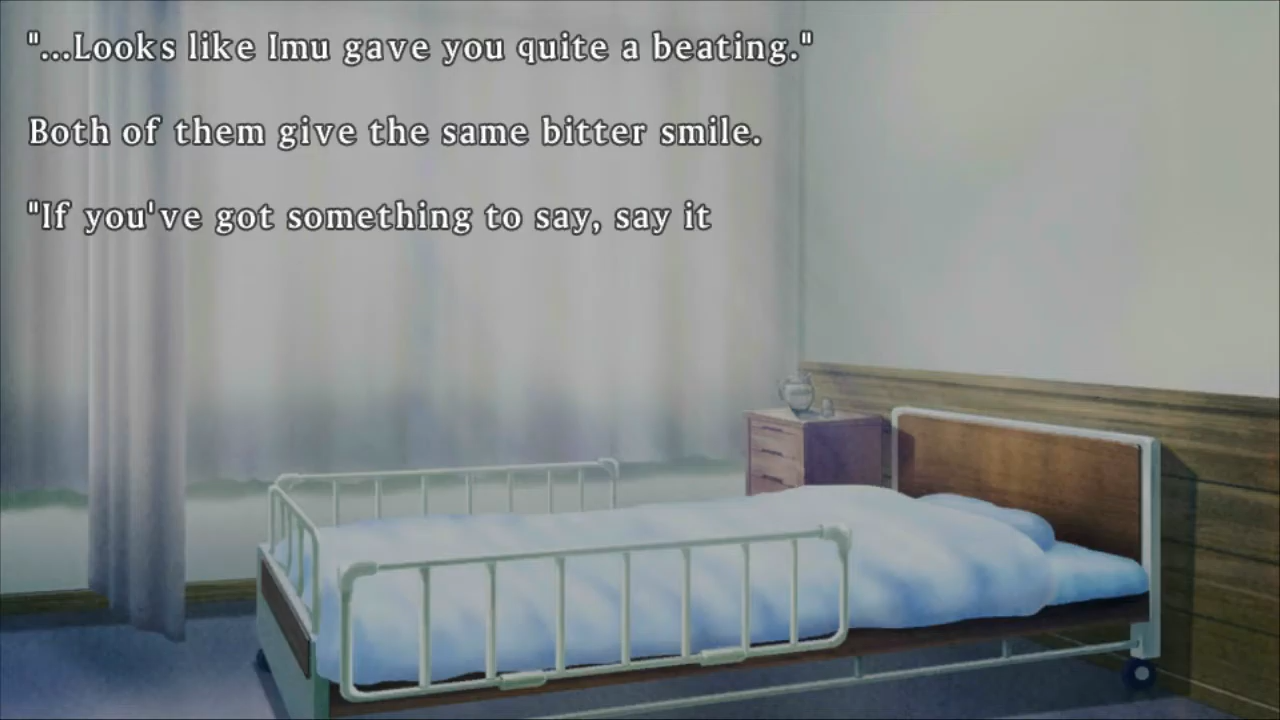 "...Looks like Imu gave you quite a beating."
Both of them give the same bitter smile.
"If you've got something to say, say it